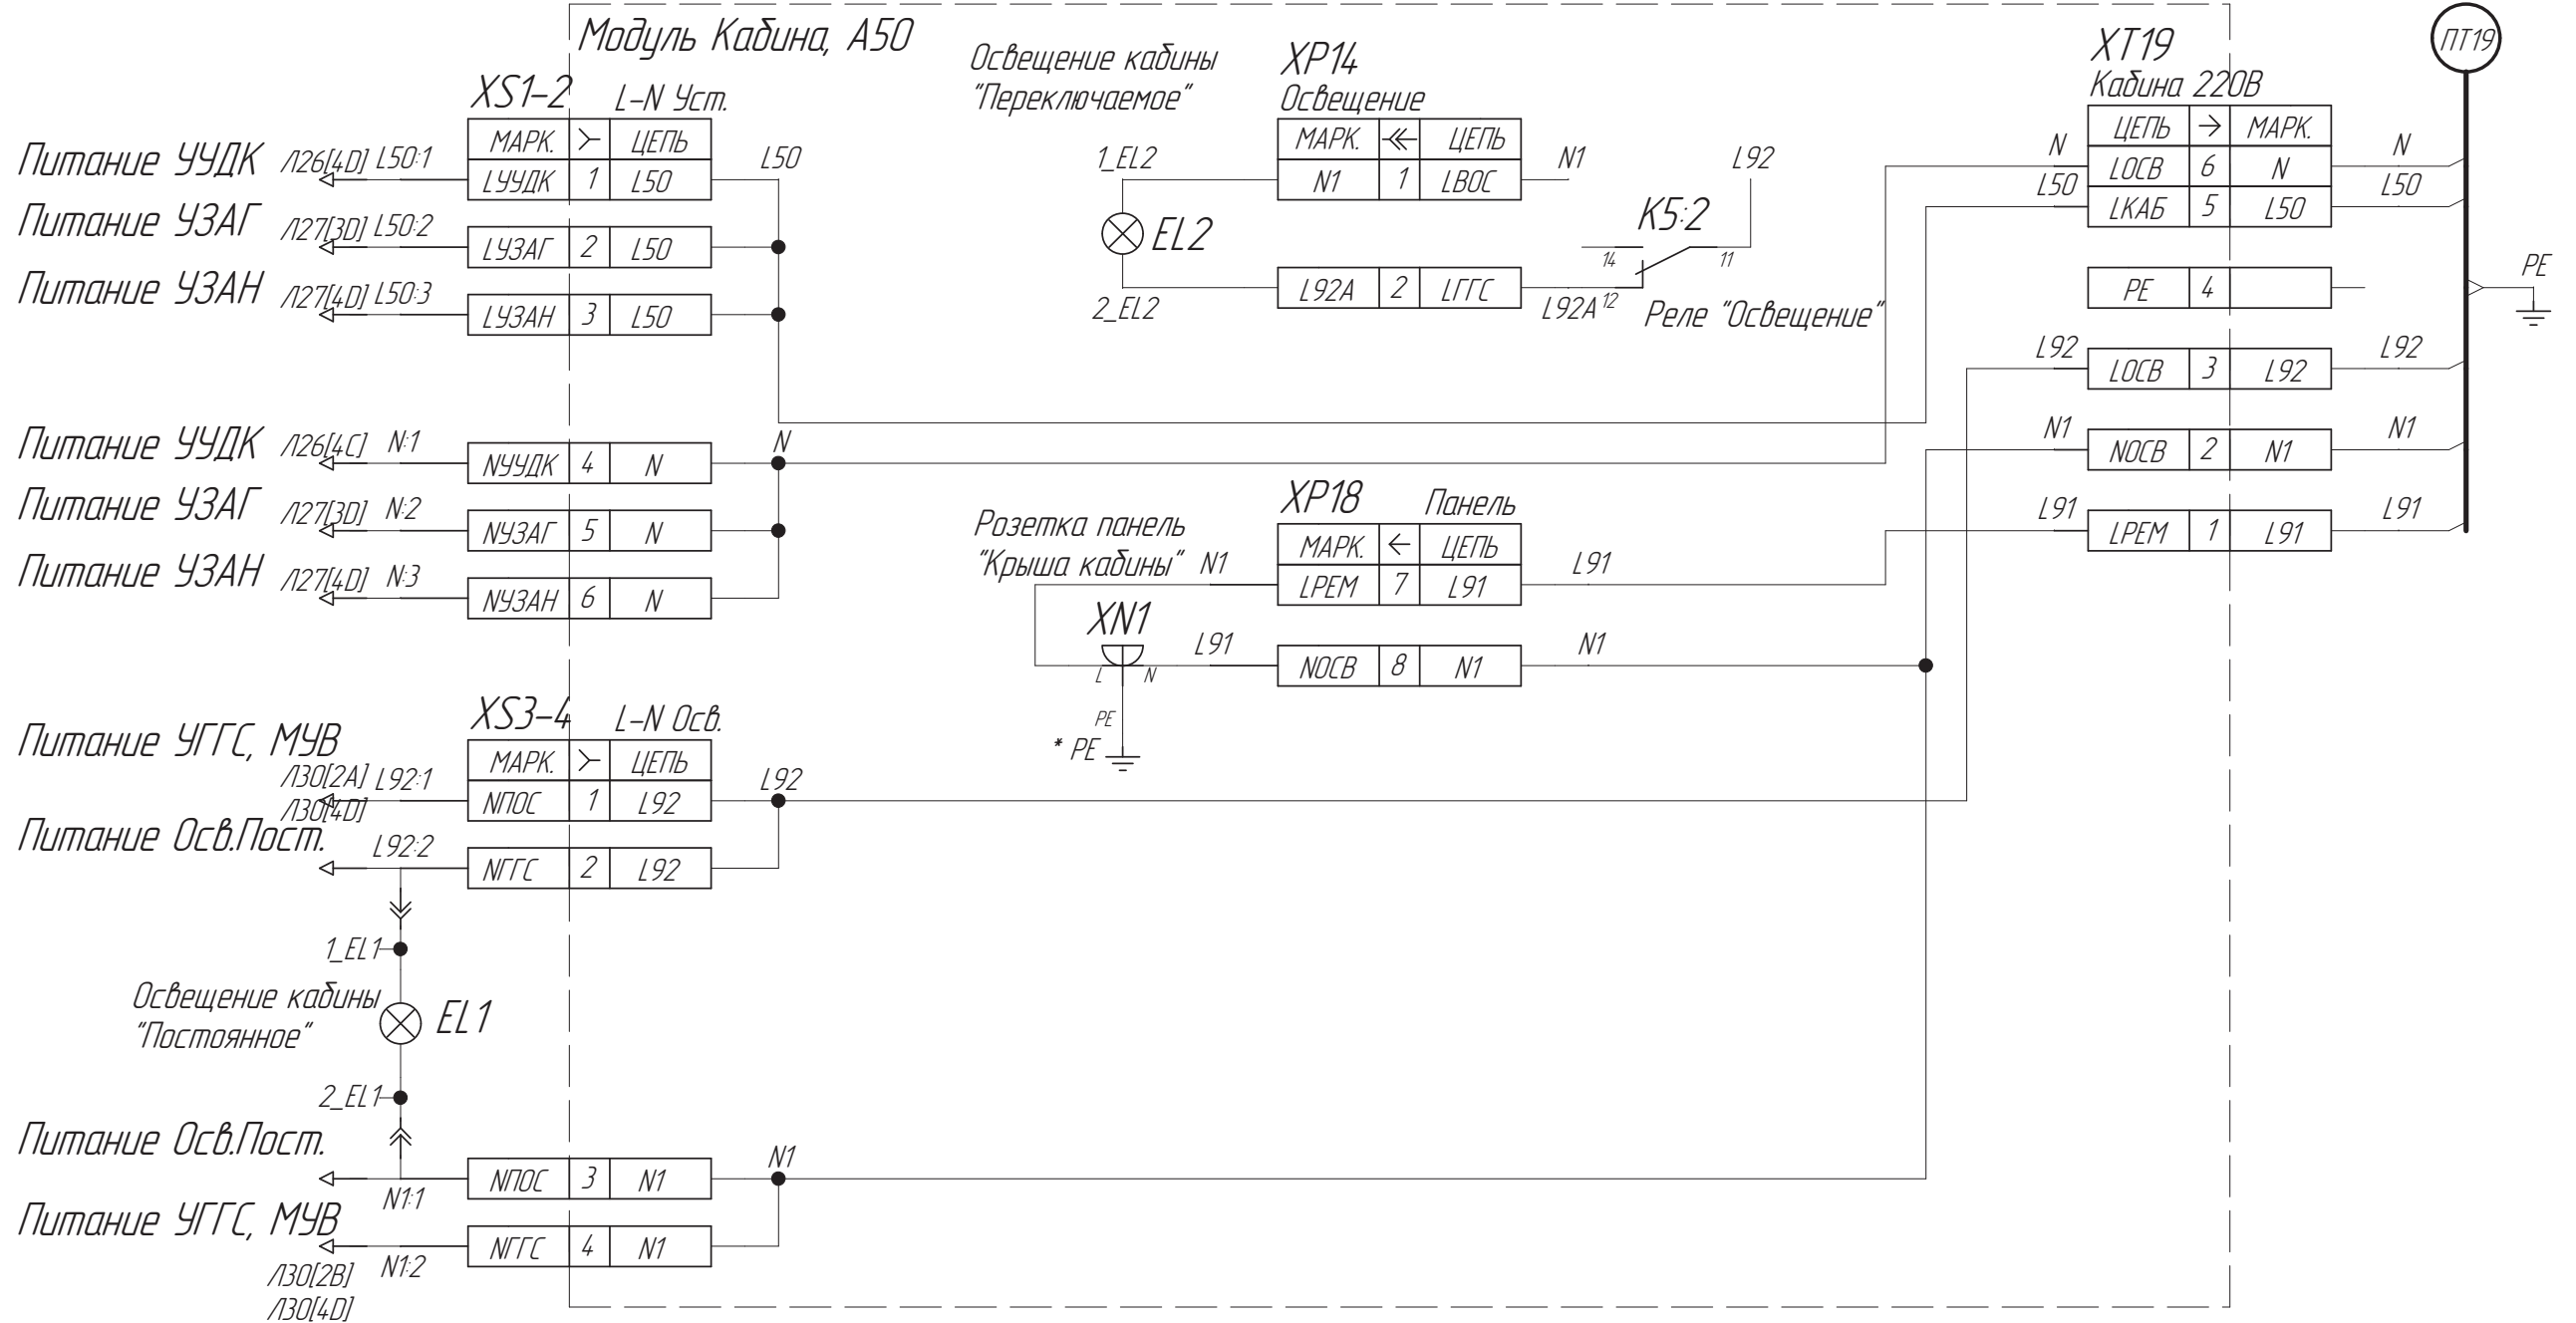 Модуль Кабина, А50
XS1-2
L-N Уст.
МАРК. ЦЕПЬ
Питание УУДК Л26[4D] L50:1 LУУДК 1 L50 L50
Питание УЗАГ Л27[3D] L50:2 LУЗАГ 2 L50
Питание УЗАН Л27[4D] L50:3 LУЗАН 3 L50
Питание УУДК Л26[4C] N:1 NУУДК 4 N N
Питание УЗАГ Л27[3D] N:2 NУЗАГ 5 N
Питание УЗАН Л27[4D] N:3 NУЗАН 6 N
XS3-4
L-N Осв.
МАРК. ЦЕПЬ
Питание УГГС, МУВ
Л30[2A] L92:1 NПОС 1 L92 L92
Л30[4D]
Питание Осв.Пост.
L92:2 NГГС 2 L92
1_EL1
Освещение кабины
"Постоянное"
EL1
2_EL1
Питание Осв.Пост.
N1:1 NПОС 3 N1 N1
Питание УГГС, МУВ
N1:2 NГГС 4 N1
Л30[2B]
Л30[4D]
Освещение кабины
"Переключаемое"
XP14
Освещение
МАРК. ЦЕПЬ
1_EL2 N1 1 LВОС N1
EL2
2_EL2 L92A 2 LГГС L92A
L92
K5:2
14 11
12
Реле "Освещение"
Розетка панель
"Крыша кабины"
XP18
Панель
МАРК. ЦЕПЬ
N1 LРЕМ 7 L91 L91
XN1
L91 NОСВ 8 N1 N1
L N
PE
* PE
XT19
Кабина 220В
ЦЕПЬ МАРК.
N LОСВ 6 N N
L50 LКАБ 5 L50 L50
PE 4
L92 LОСВ 3 L92 L92
N1 NОСВ 2 N1 N1
L91 LРЕМ 1 L91 L91
ПТ19
PE